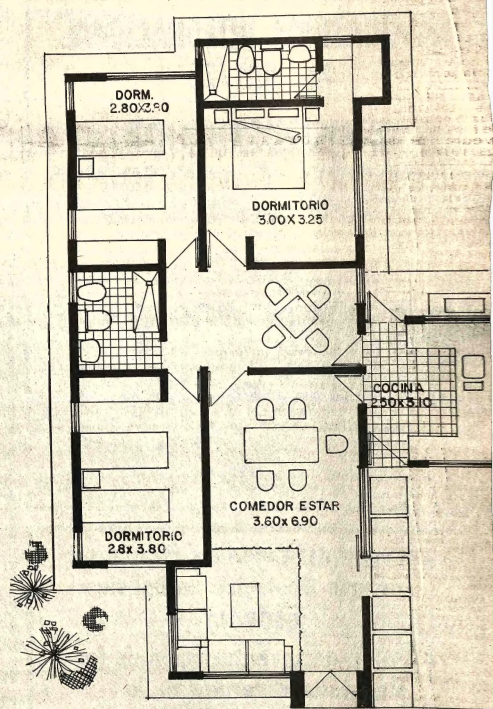 DORM.
2.80X3.80
DORMITORIO
3.00X3.25
COCINA
2.50x3.10
COMEDOR ESTAR
3.60x6.90
DORMITORIO
2.8x 3.80